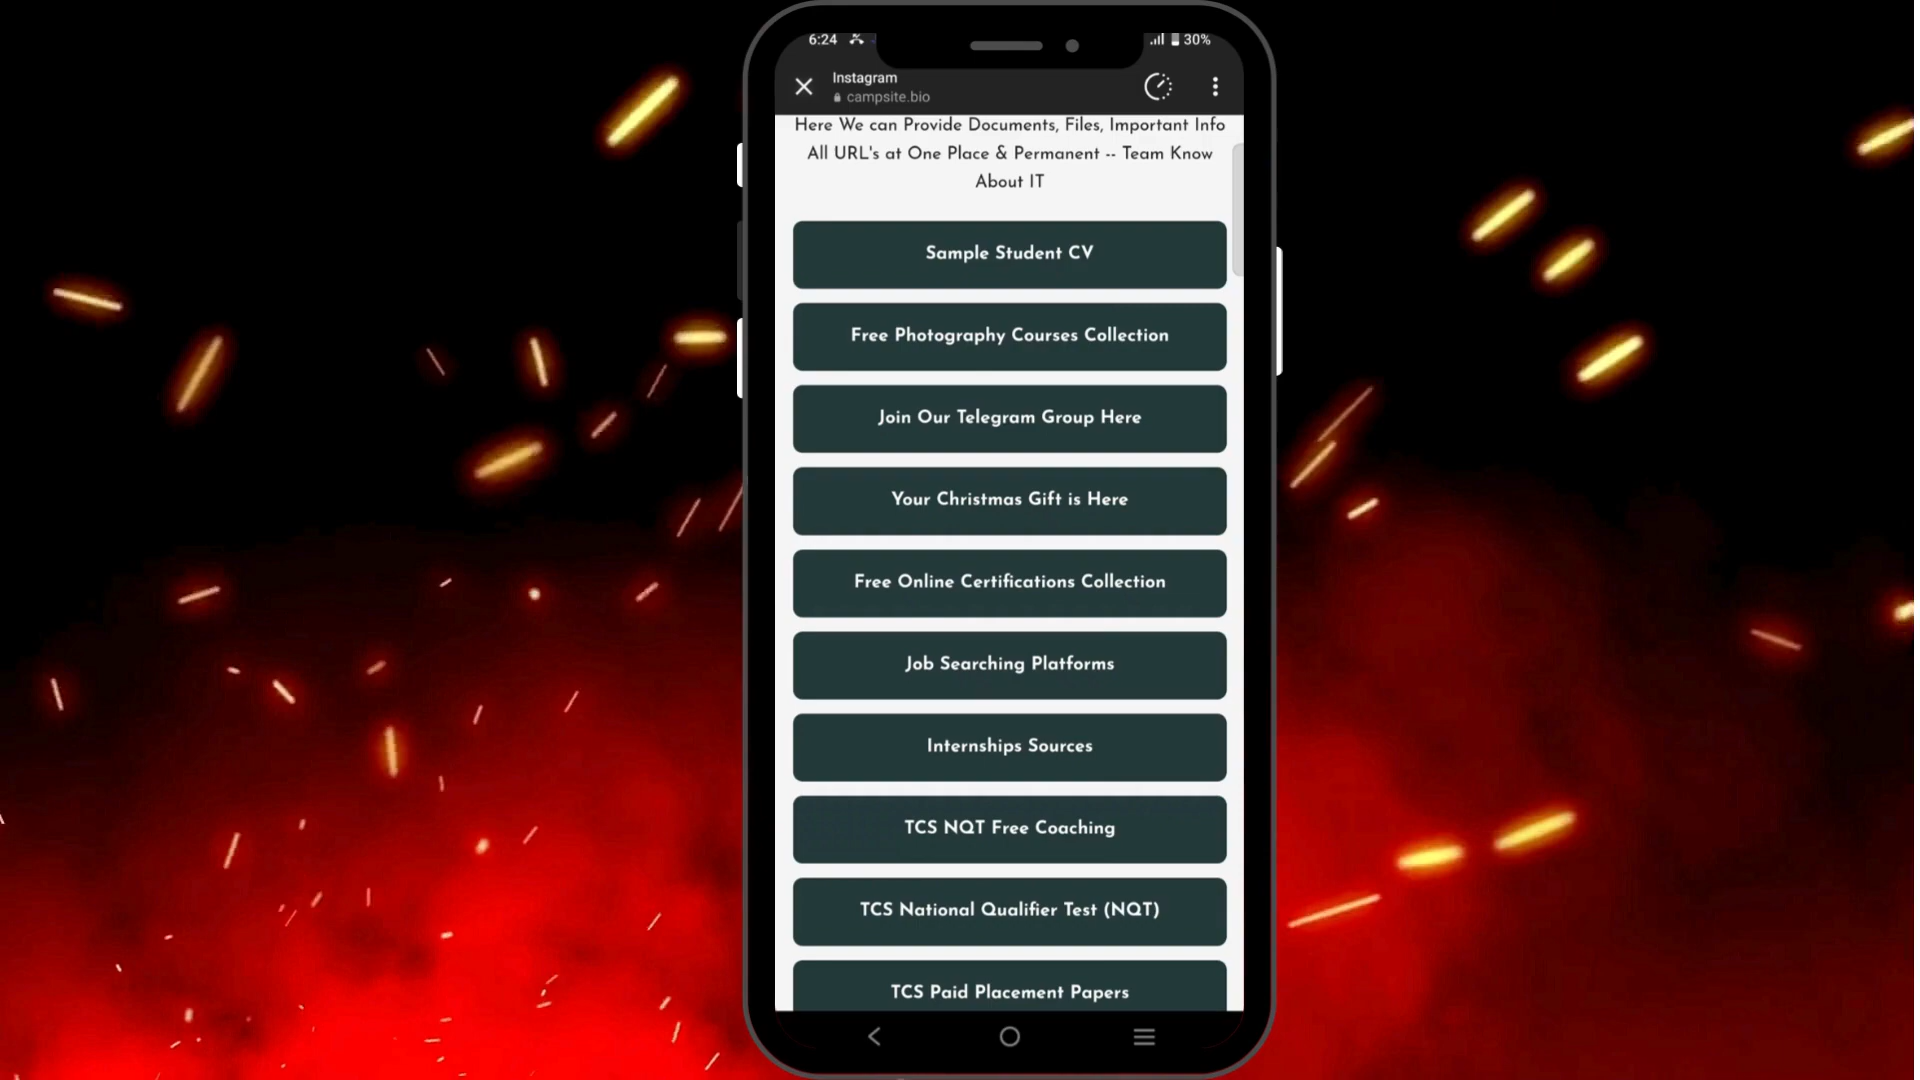 6:24
30%
Instagram
campsite.bio
Here We can Provide Documents, Files, Important Info
All URL's at One Place & Permanent -- Team Know
About IT
Sample Student CV
Free Photography Courses Collection
Join Our Telegram Group Here
Your Christmas Gift is Here
Free Online Certifications Collection
Job Searching Platforms
Internships Sources
TCS NQT Free Coaching
TCS National Qualifier Test (NQT)
TCS Paid Placement Papers